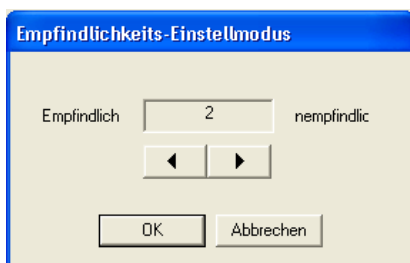 Empfindlichkeits-Einstellmodus
Empfindlich 2 nempfindlic
OK Abbrechen